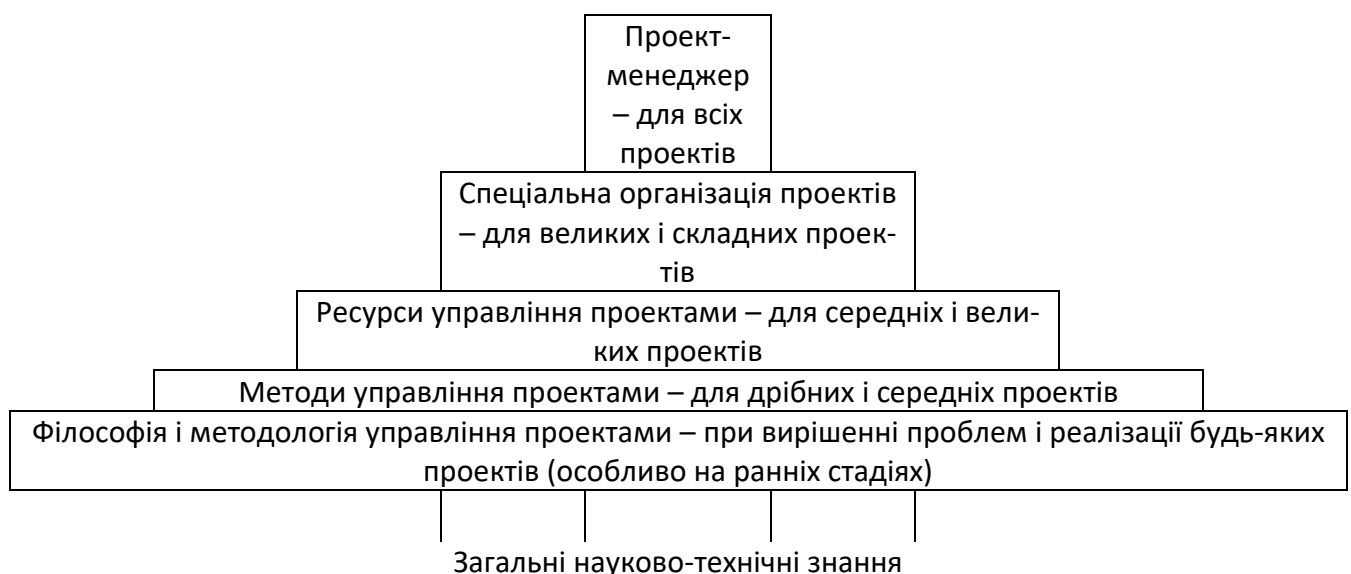 Проект-
менеджер
– для всіх
проектів
Спеціальна організація проектів
– для великих і складних проек-
тів
Ресурси управління проектами – для середніх і вели-
ких проектів
Методи управління проектами – для дрібних і середніх проектів
Філософія і методологія управління проектами – при вирішенні проблем і реалізації будь-яких
проектів (особливо на ранніх стадіях)
Загальні науково-технічні знання